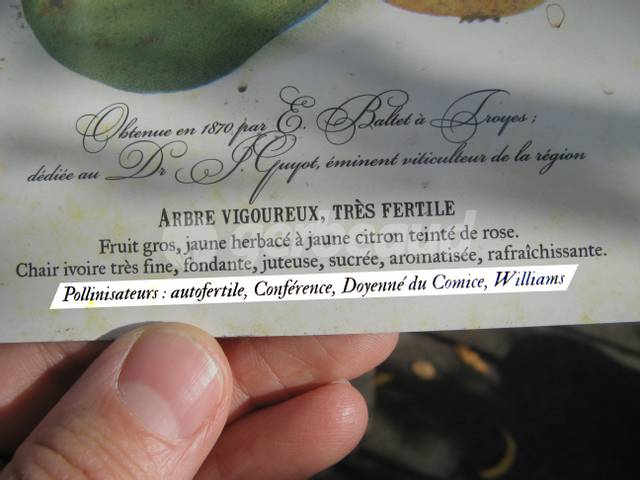 Obtenue en 1870 par E. Ballet à Troyes ;
dédiée au Dr J. Guyot, éminent viticulteur de la région
ARBRE VIGOUREUX, TRÈS FERTILE
Fruit gros, jaune herbacé à jaune citron teinté de rose.
Chair ivoire très fine, fondante, juteuse, sucrée, aromatisée, rafraîchissante.
Pollinisateurs : autofertile, Conférence, Doyenné du Comice, Williams